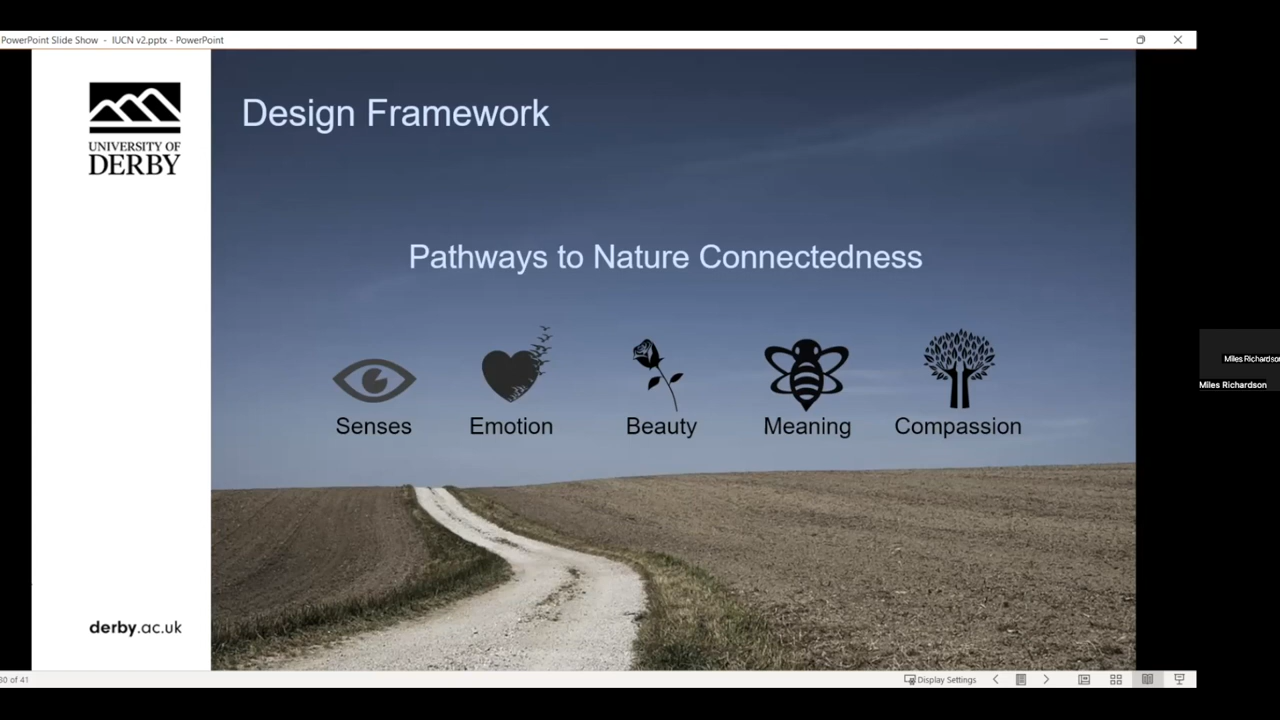 PowerPoint Slide Show - IUCN v2.pptx - PowerPoint
UNIVERSITY OF
DERBY
Design Framework
Pathways to Nature Connectedness
Senses Emotion Beauty Meaning Compassion
Miles Richardson
Miles Richardson
derby.ac.uk
30 of 41
Display Settings